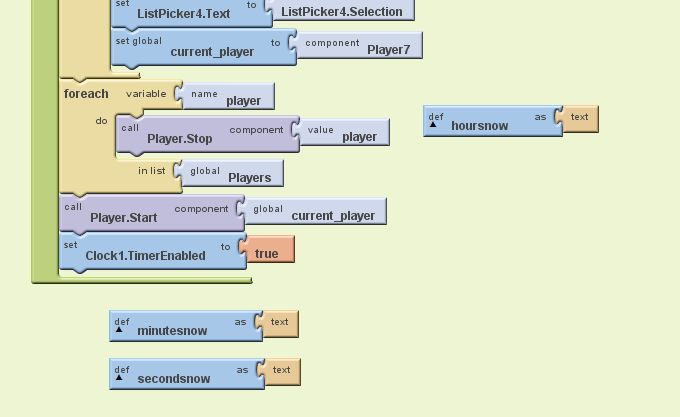 set ListPicker4.Text to ListPicker4.Selection
set global current_player to component Player7
foreach variable name player
do call Player.Stop component value player
in list global Players
call Player.Start component global current_player
set Clock1.TimerEnabled to true
def hoursnow as text
def minutesnow as text
def secondsnow as text